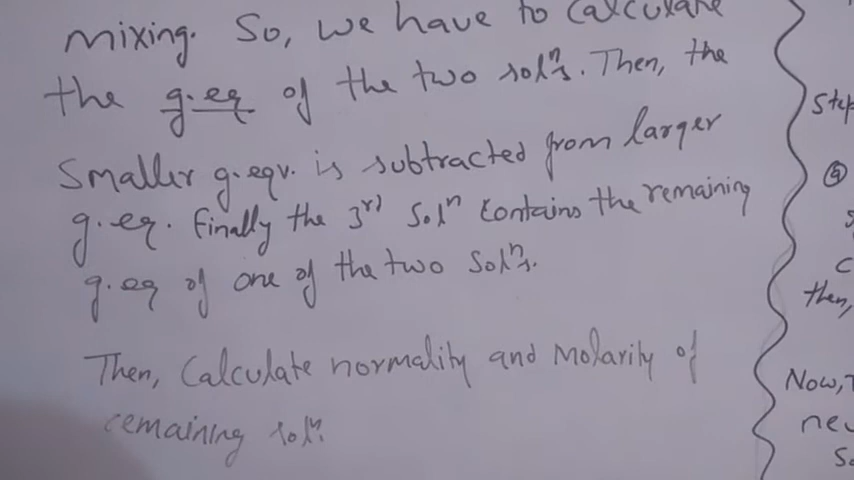 mixing. So, we have to calculate
the g.eq of the two solⁿs. Then, the
smaller g.eqv. is subtracted from larger
g.eq. Finally the 3rd solⁿ contains the remaining
g.eq of one of the two solⁿs.
Then, calculate normality and molarity of
remaining solⁿ.
Step
then,
Now,